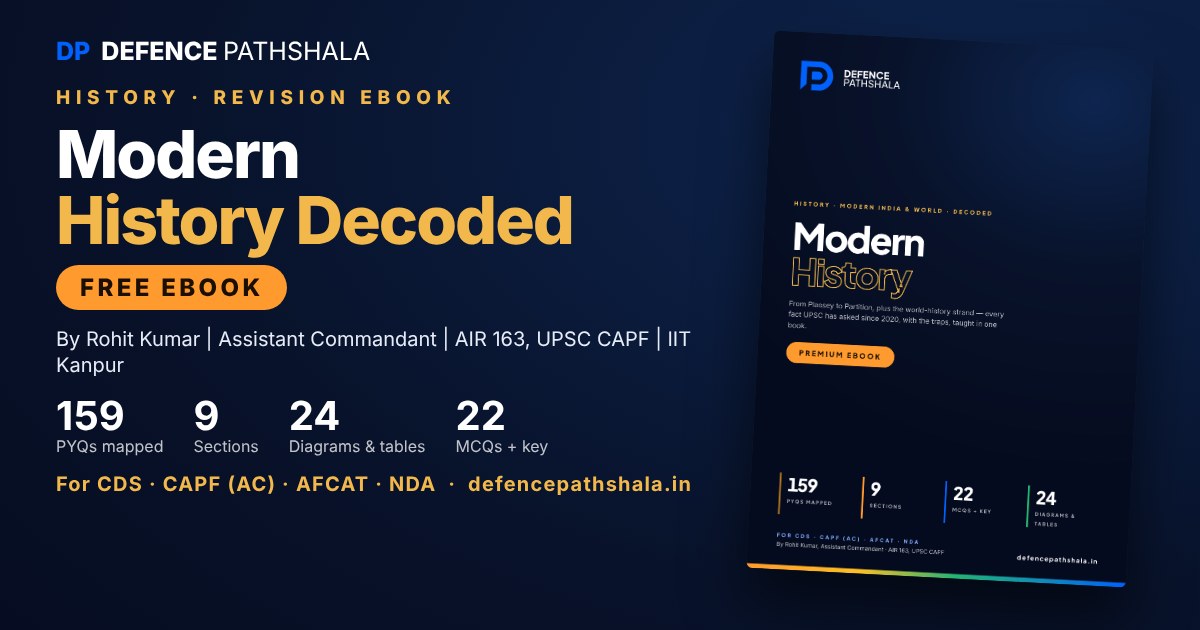 DP DEFENCE PATHSHALA
HISTORY · REVISION EBOOK
Modern
History Decoded
FREE EBOOK
By Rohit Kumar | Assistant Commandant | AIR 163, UPSC CAPF | IIT
Kanpur
159 9 24 22
PYQs mapped Sections Diagrams & tables MCQs + key
For CDS · CAPF (AC) · AFCAT · NDA · defencepathshala.in
DEFENCE
PATHSHALA
HISTORY · MODERN INDIA & WORLD · DECODED
Modern
History
From Plassey to Partition, plus the world-history strand — every
fact UPSC has asked since 2020, with the traps, taught in one
book.
PREMIUM EBOOK
159 9 22 24
PYQS MAPPED SECTIONS MCQS + KEY DIAGRAMS &
TABLES
FOR CDS · CAPF (AC) · AFCAT · NDA
By Rohit Kumar, Assistant Commandant · AIR 163, UPSC CAPF
defencepathshala.in